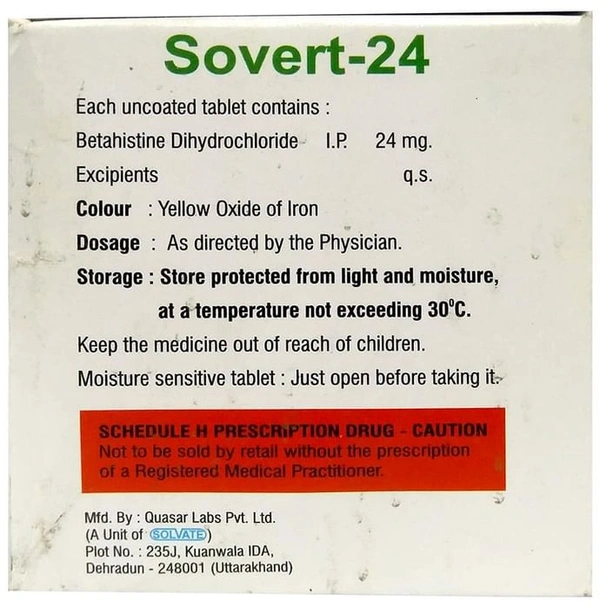 Sovert-24
Each uncoated tablet contains :
Betahistine Dihydrochloride I.P. 24 mg.
Excipients q.s.
Colour : Yellow Oxide of Iron
Dosage : As directed by the Physician.
Storage : Store protected from light and moisture,
at a temperature not exceeding 30⁰C.
Keep the medicine out of reach of children.
Moisture sensitive tablet : Just open before taking it.
SCHEDULE H PRESCRIPTION DRUG - CAUTION
Not to be sold by retail without the prescription
of a Registered Medical Practitioner.
Mfd. By : Quasar Labs Pvt. Ltd.
(A Unit of SOLVATE)
Plot No. : 235J, Kuanwala IDA,
Dehradun - 248001 (Uttarakhand)